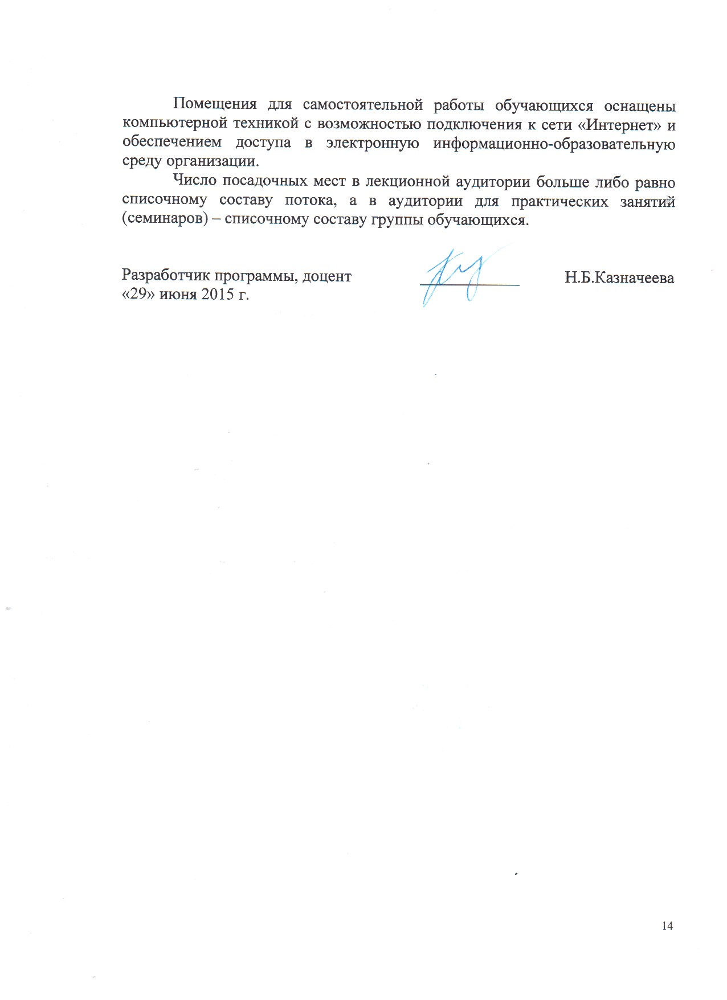 Помещения для самостоятельной работы обучающихся оснащены
компьютерной техникой с возможностью подключения к сети «Интернет» и
обеспечением доступа в электронную информационно-образовательную
среду организации.
Число посадочных мест в лекционной аудитории больше либо равно
списочному составу потока, а в аудитории для практических занятий
(семинаров) – списочному составу группы обучающихся.
Разработчик программы, доцент Н.Б.Казначеева
«29» июня 2015 г.
14